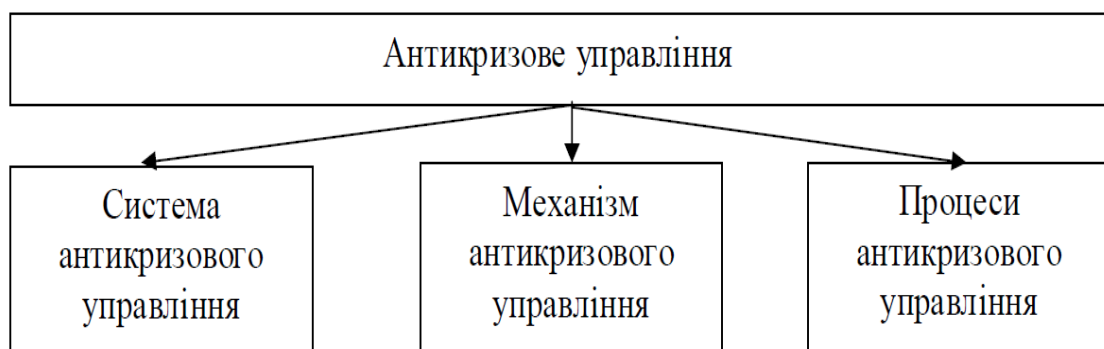 Антикризове управління
Система
антикризового
управління
Механізм
антикризового
управління
Процеси
антикризового
управління